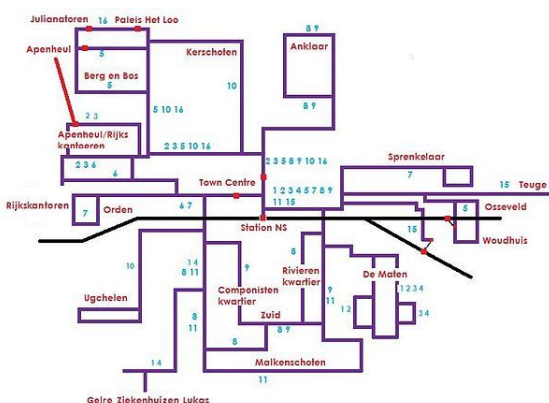 Julianatoren 16 Paleis Het Loo
8 9
Apenheul
5
Kerschoten
Anklaar
Berg en Bos
5
10
8 9
5 10 16
2 3
Apenheul/Rijks
kantoeren
2 3 5 10 16
2 3 6
6
2 3 5 8 9 10 16
Sprenkelaar
7
Town Centre
1 2 3 4 5 7 8 9
11 15
15 Teuge
Rijkskantoren
7
Orden
6 7
Station NS
5
Osseveld
15
Woudhuis
10
1 4
8 11
9
8
Rivieren
kwartier
De Maten
Ugchelen
Componisten
kwartier
9
11
1 2 3 4
1 2
3 4
8
11
Zuid
8 9
8
Malkenschoten
1 4
11
Gelre Ziekenhuizen Lukas